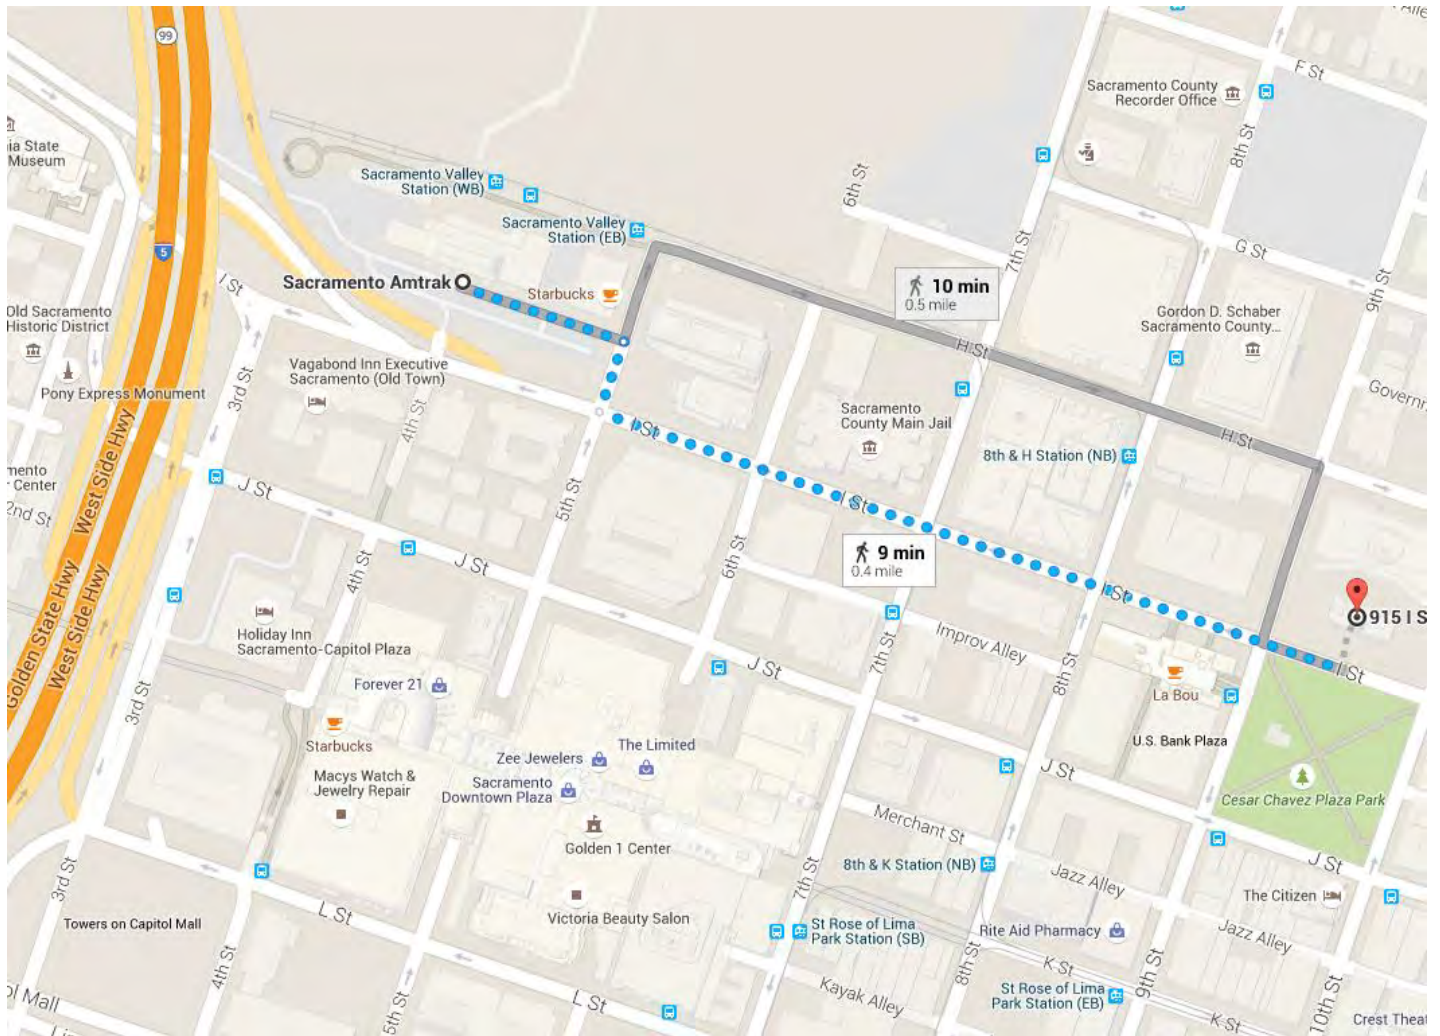 99
Alley
F St
Sacramento County
Recorder Office
ia State
Museum
8th St
Sacramento Valley
Station (WB)
6th St
Sacramento Valley
Station (EB)
7th St
G St
5
Sacramento Amtrak
Starbucks
10 min
0.5 mile
9th St
I St
Old Sacramento
Historic District
Gordon D. Schaber
Sacramento County...
H St
Vagabond Inn Executive
Sacramento (Old Town)
Pony Express Monument
3rd St
4th St
Sacramento
County Main Jail
Governm
I St
H St
West Side Hwy
8th & H Station (NB)
mento
Center
2nd St
J St
5th St
I St
9 min
0.4 mile
J St
6th St
4th St
Golden State Hwy
West Side Hwy
I St
915 I S
Holiday Inn
Sacramento-Capitol Plaza
Improv Alley
7th St
J St
8th St
I St
Forever 21
La Bou
3rd St
Starbucks
Zee Jewelers
The Limited
U.S. Bank Plaza
Macys Watch &
Jewelry Repair
Sacramento
Downtown Plaza
J St
Cesar Chavez Plaza Park
Golden 1 Center
Merchant St
8th & K Station (NB)
7th St
J St
3rd St
Jazz Alley
The Citizen
L St
Victoria Beauty Salon
Towers on Capitol Mall
St Rose of Lima
Park Station (SB)
Rite Aid Pharmacy
Jazz Alley
4th St
8th St
K St
9th St
10th St
ol Mall
5th St
L St
Kayak Alley
St Rose of Lima
Park Station (EB)
K St
Crest Theat